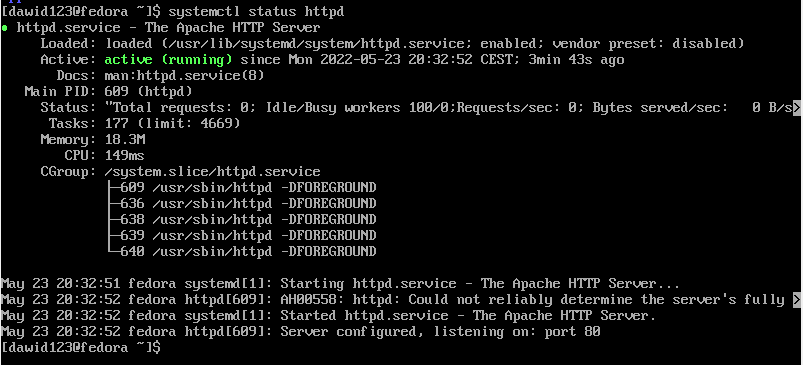 [dawid123@fedora ~]$ systemctl status httpd
● httpd.service - The Apache HTTP Server
Loaded: loaded (/usr/lib/systemd/system/httpd.service; enabled; vendor preset: disabled)
Active: active (running) since Mon 2022-05-23 20:32:52 CEST; 3min 43s ago
Docs: man:httpd.service(8)
Main PID: 609 (httpd)
Status: "Total requests: 0; Idle/Busy workers 100/0;Requests/sec: 0; Bytes served/sec:   0 B/s>
Tasks: 177 (limit: 4669)
Memory: 18.3M
CPU: 149ms
CGroup: /system.slice/httpd.service
├─609 /usr/sbin/httpd -DFOREGROUND
├─636 /usr/sbin/httpd -DFOREGROUND
├─638 /usr/sbin/httpd -DFOREGROUND
├─639 /usr/sbin/httpd -DFOREGROUND
└─640 /usr/sbin/httpd -DFOREGROUND
May 23 20:32:51 fedora systemd[1]: Starting httpd.service - The Apache HTTP Server...
May 23 20:32:52 fedora httpd[609]: AH00558: httpd: Could not reliably determine the server's fully >
May 23 20:32:52 fedora systemd[1]: Started httpd.service - The Apache HTTP Server.
May 23 20:32:52 fedora httpd[609]: Server configured, listening on: port 80
[dawid123@fedora ~]$